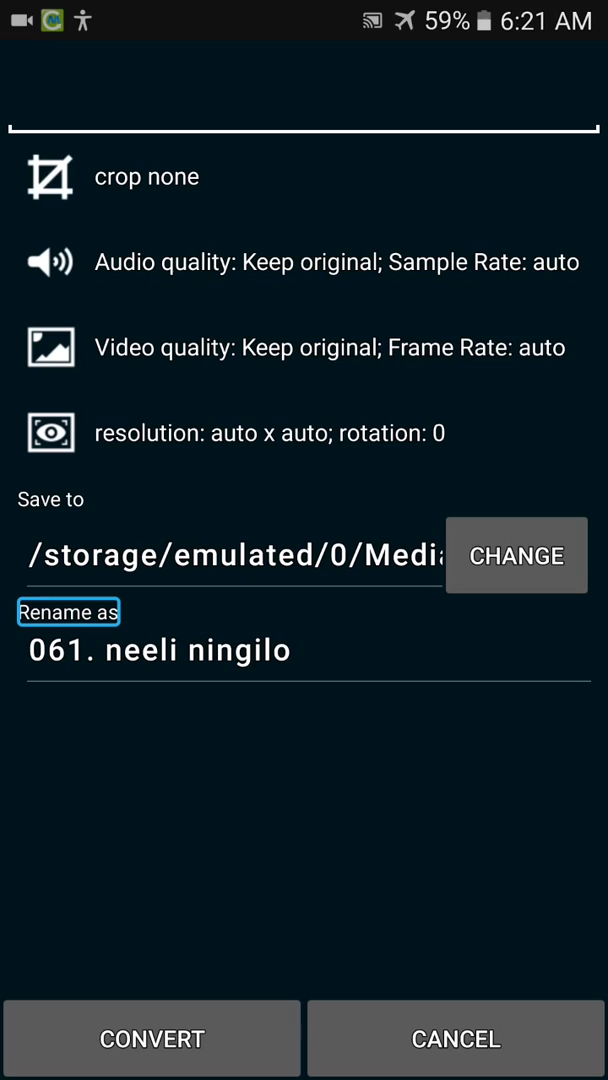 59% 6:21 AM
crop none
Audio quality: Keep original; Sample Rate: auto
Video quality: Keep original; Frame Rate: auto
resolution: auto x auto; rotation: 0
Save to
/storage/emulated/0/Media
CHANGE
Rename as
061. neeli ningilo
CONVERT CANCEL